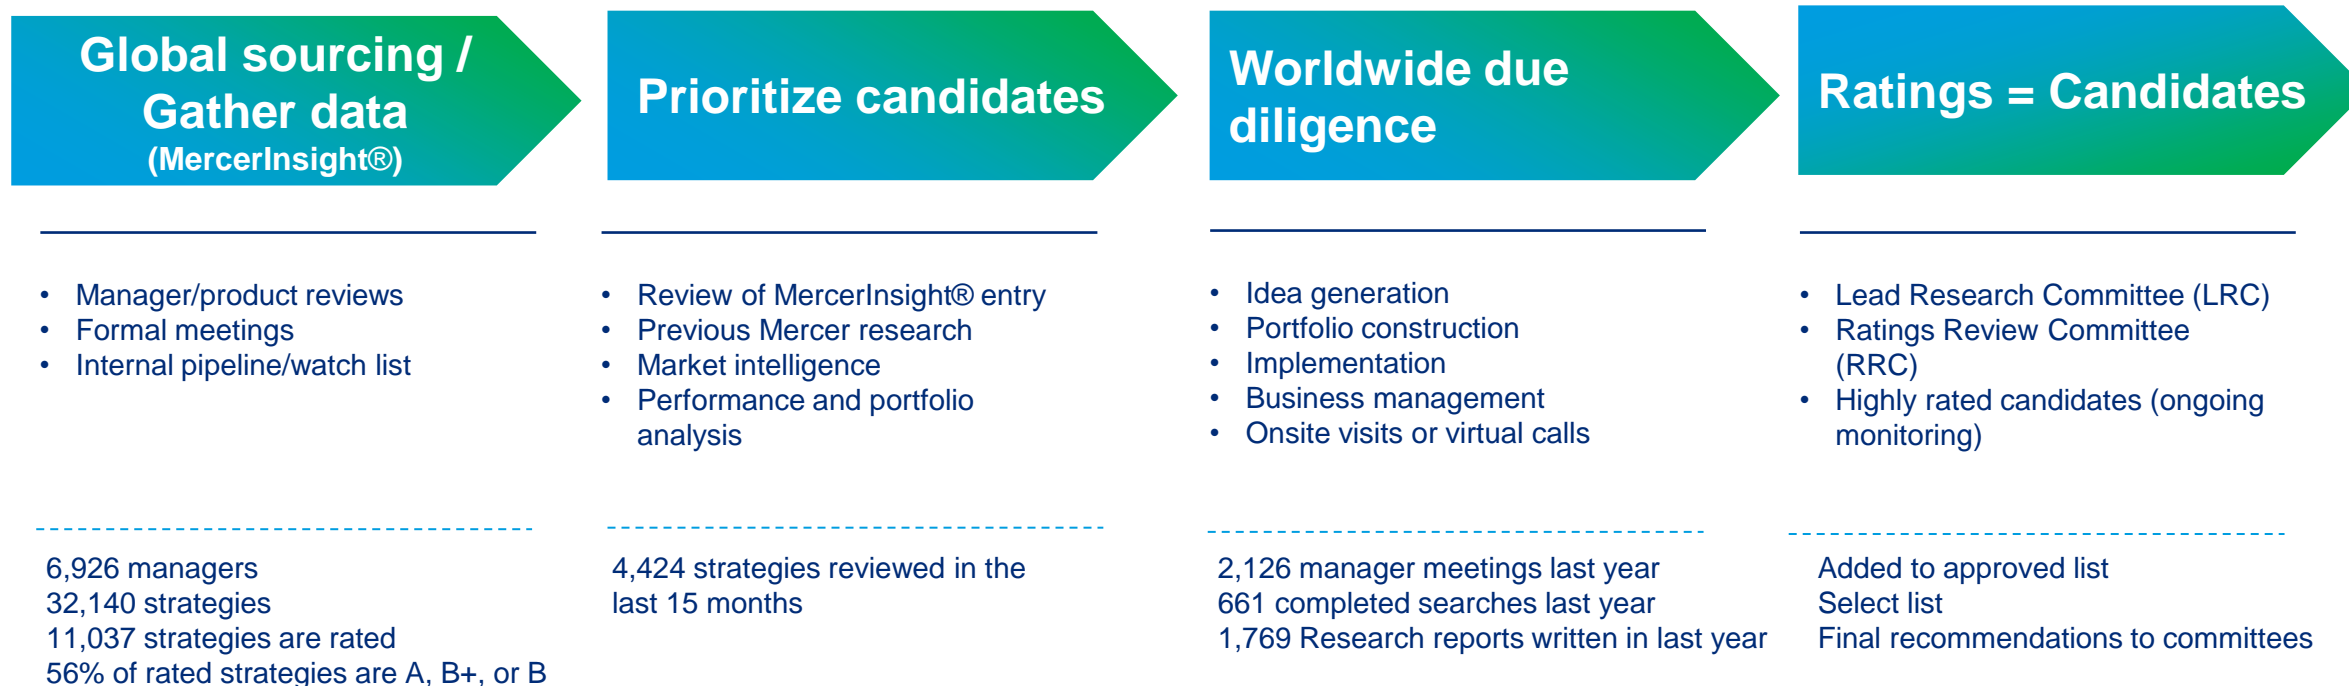 Global sourcing /
Gather data
(MercerInsight®)
• Manager/product reviews
• Formal meetings
• Internal pipeline/watch list
6,926 managers
32,140 strategies
11,037 strategies are rated
56% of rated strategies are A, B+, or B
Prioritize candidates
• Review of MercerInsight® entry
• Previous Mercer research
• Market intelligence
• Performance and portfolio
analysis
4,424 strategies reviewed in the
last 15 months
Worldwide due
diligence
• Idea generation
• Portfolio construction
• Implementation
• Business management
• Onsite visits or virtual calls
2,126 manager meetings last year
661 completed searches last year
1,769 Research reports written in last year
Ratings = Candidates
• Lead Research Committee (LRC)
• Ratings Review Committee
(RRC)
• Highly rated candidates (ongoing
monitoring)
Added to approved list
Select list
Final recommendations to committees